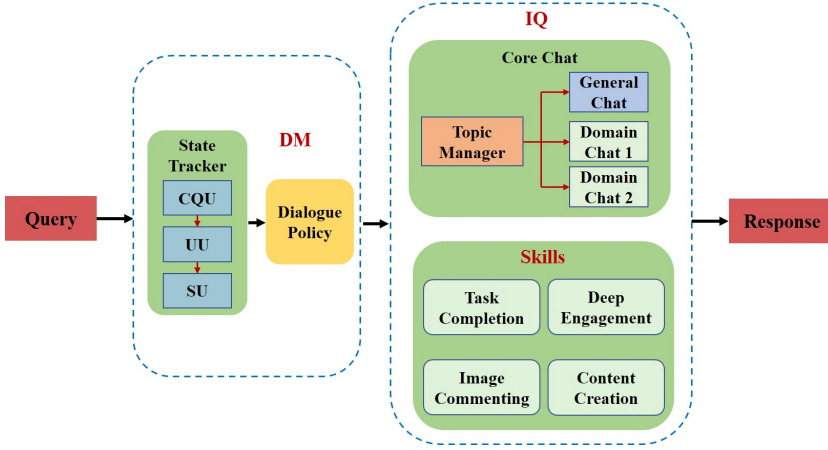 Query
DM
State
Tracker
CQU
UU
SU
Dialogue
Policy
IQ
Core Chat
Topic
Manager
General
Chat
Domain
Chat 1
Domain
Chat 2
Skills
Task
Completion
Deep
Engagement
Image
Commenting
Content
Creation
Response